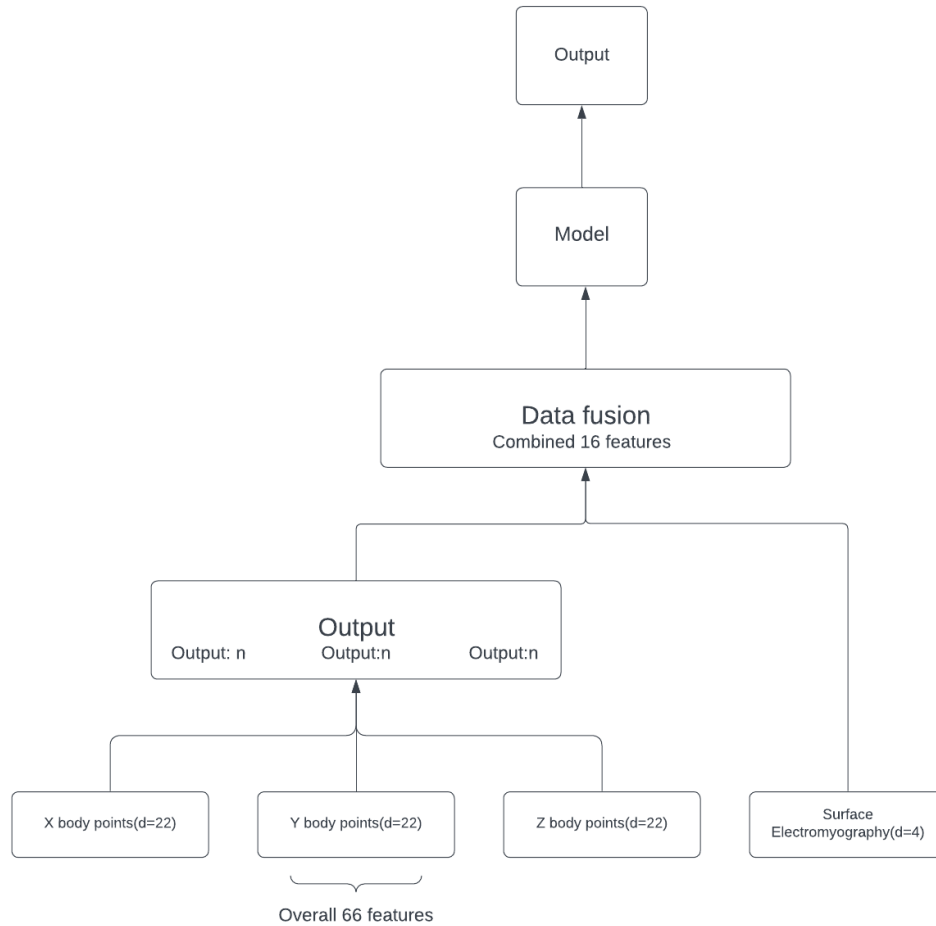 Output
Model
Data fusion
Combined 16 features
Output
Output: n Output:n Output:n
X body points(d=22) Y body points(d=22) Z body points(d=22) Surface
Electromyography(d=4)
Overall 66 features